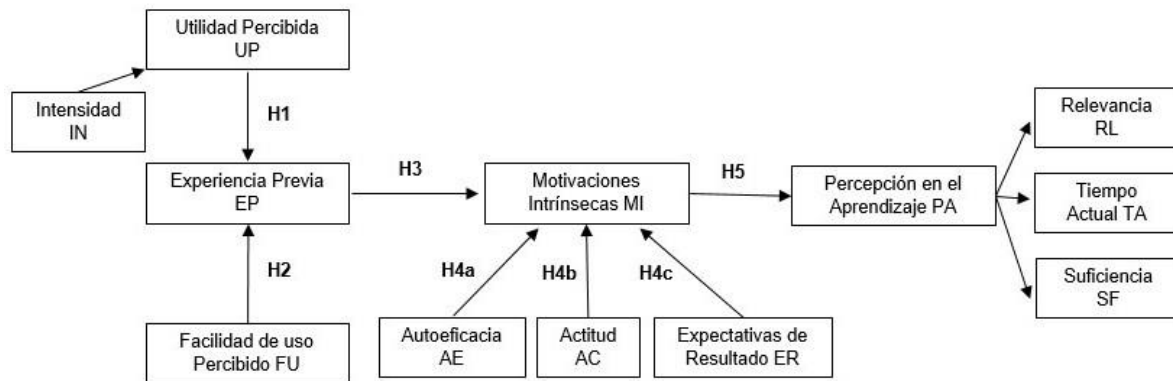 Utilidad Percibida
UP
Intensidad
IN
H1
Experiencia Previa
EP
H3
Motivaciones
Intrínsecas MI
H5
Percepción en el
Aprendizaje PA
Relevancia
RL
Tiempo
Actual TA
Suficiencia
SF
H2
H4a
H4b
H4c
Facilidad de uso
Percibido FU
Autoeficacia
AE
Actitud
AC
Expectativas de
Resultado ER